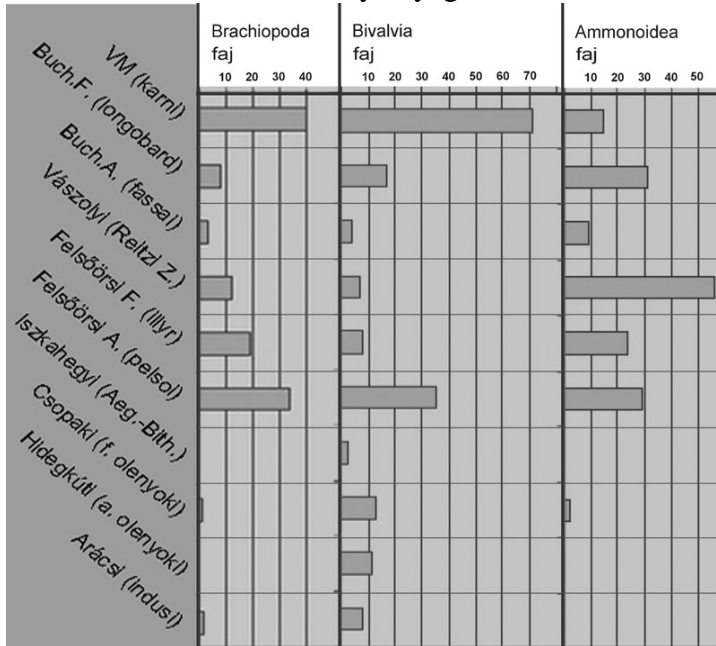 Brachiopoda
faj
10 20 30 40
Bivalvia
faj
10 20 30 40 50 60 70
Ammonoidea
faj
10 20 30 40 50
VM (karni)
Buch.F. (longobard)
Buch.A. (fassai)
Vászolyi (Reitzi Z.)
Felsőörsi F. (Illyr)
Felsőörsi A. (pelsoi)
Iszkahegyi (Aeg.-Bith.)
Csopaki (f. olenyoki)
Hidegkúti (a. olenyoki)
Arácsi (Indusi)